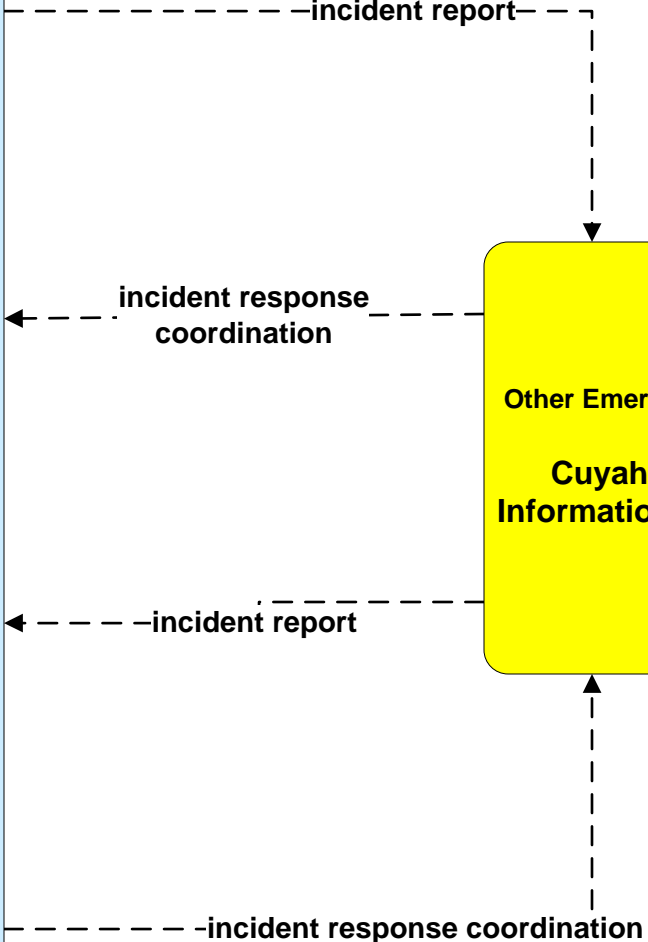 incident report
incident response
coordination
Other Emer
Cuyah
Informatio
incident report
incident response coordination